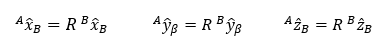 ᴬx̂_B = R ᴮx̂_B    ᴬŷ_β = R ᴮŷ_β    ᴬẑ_B = R ᴮẑ_B